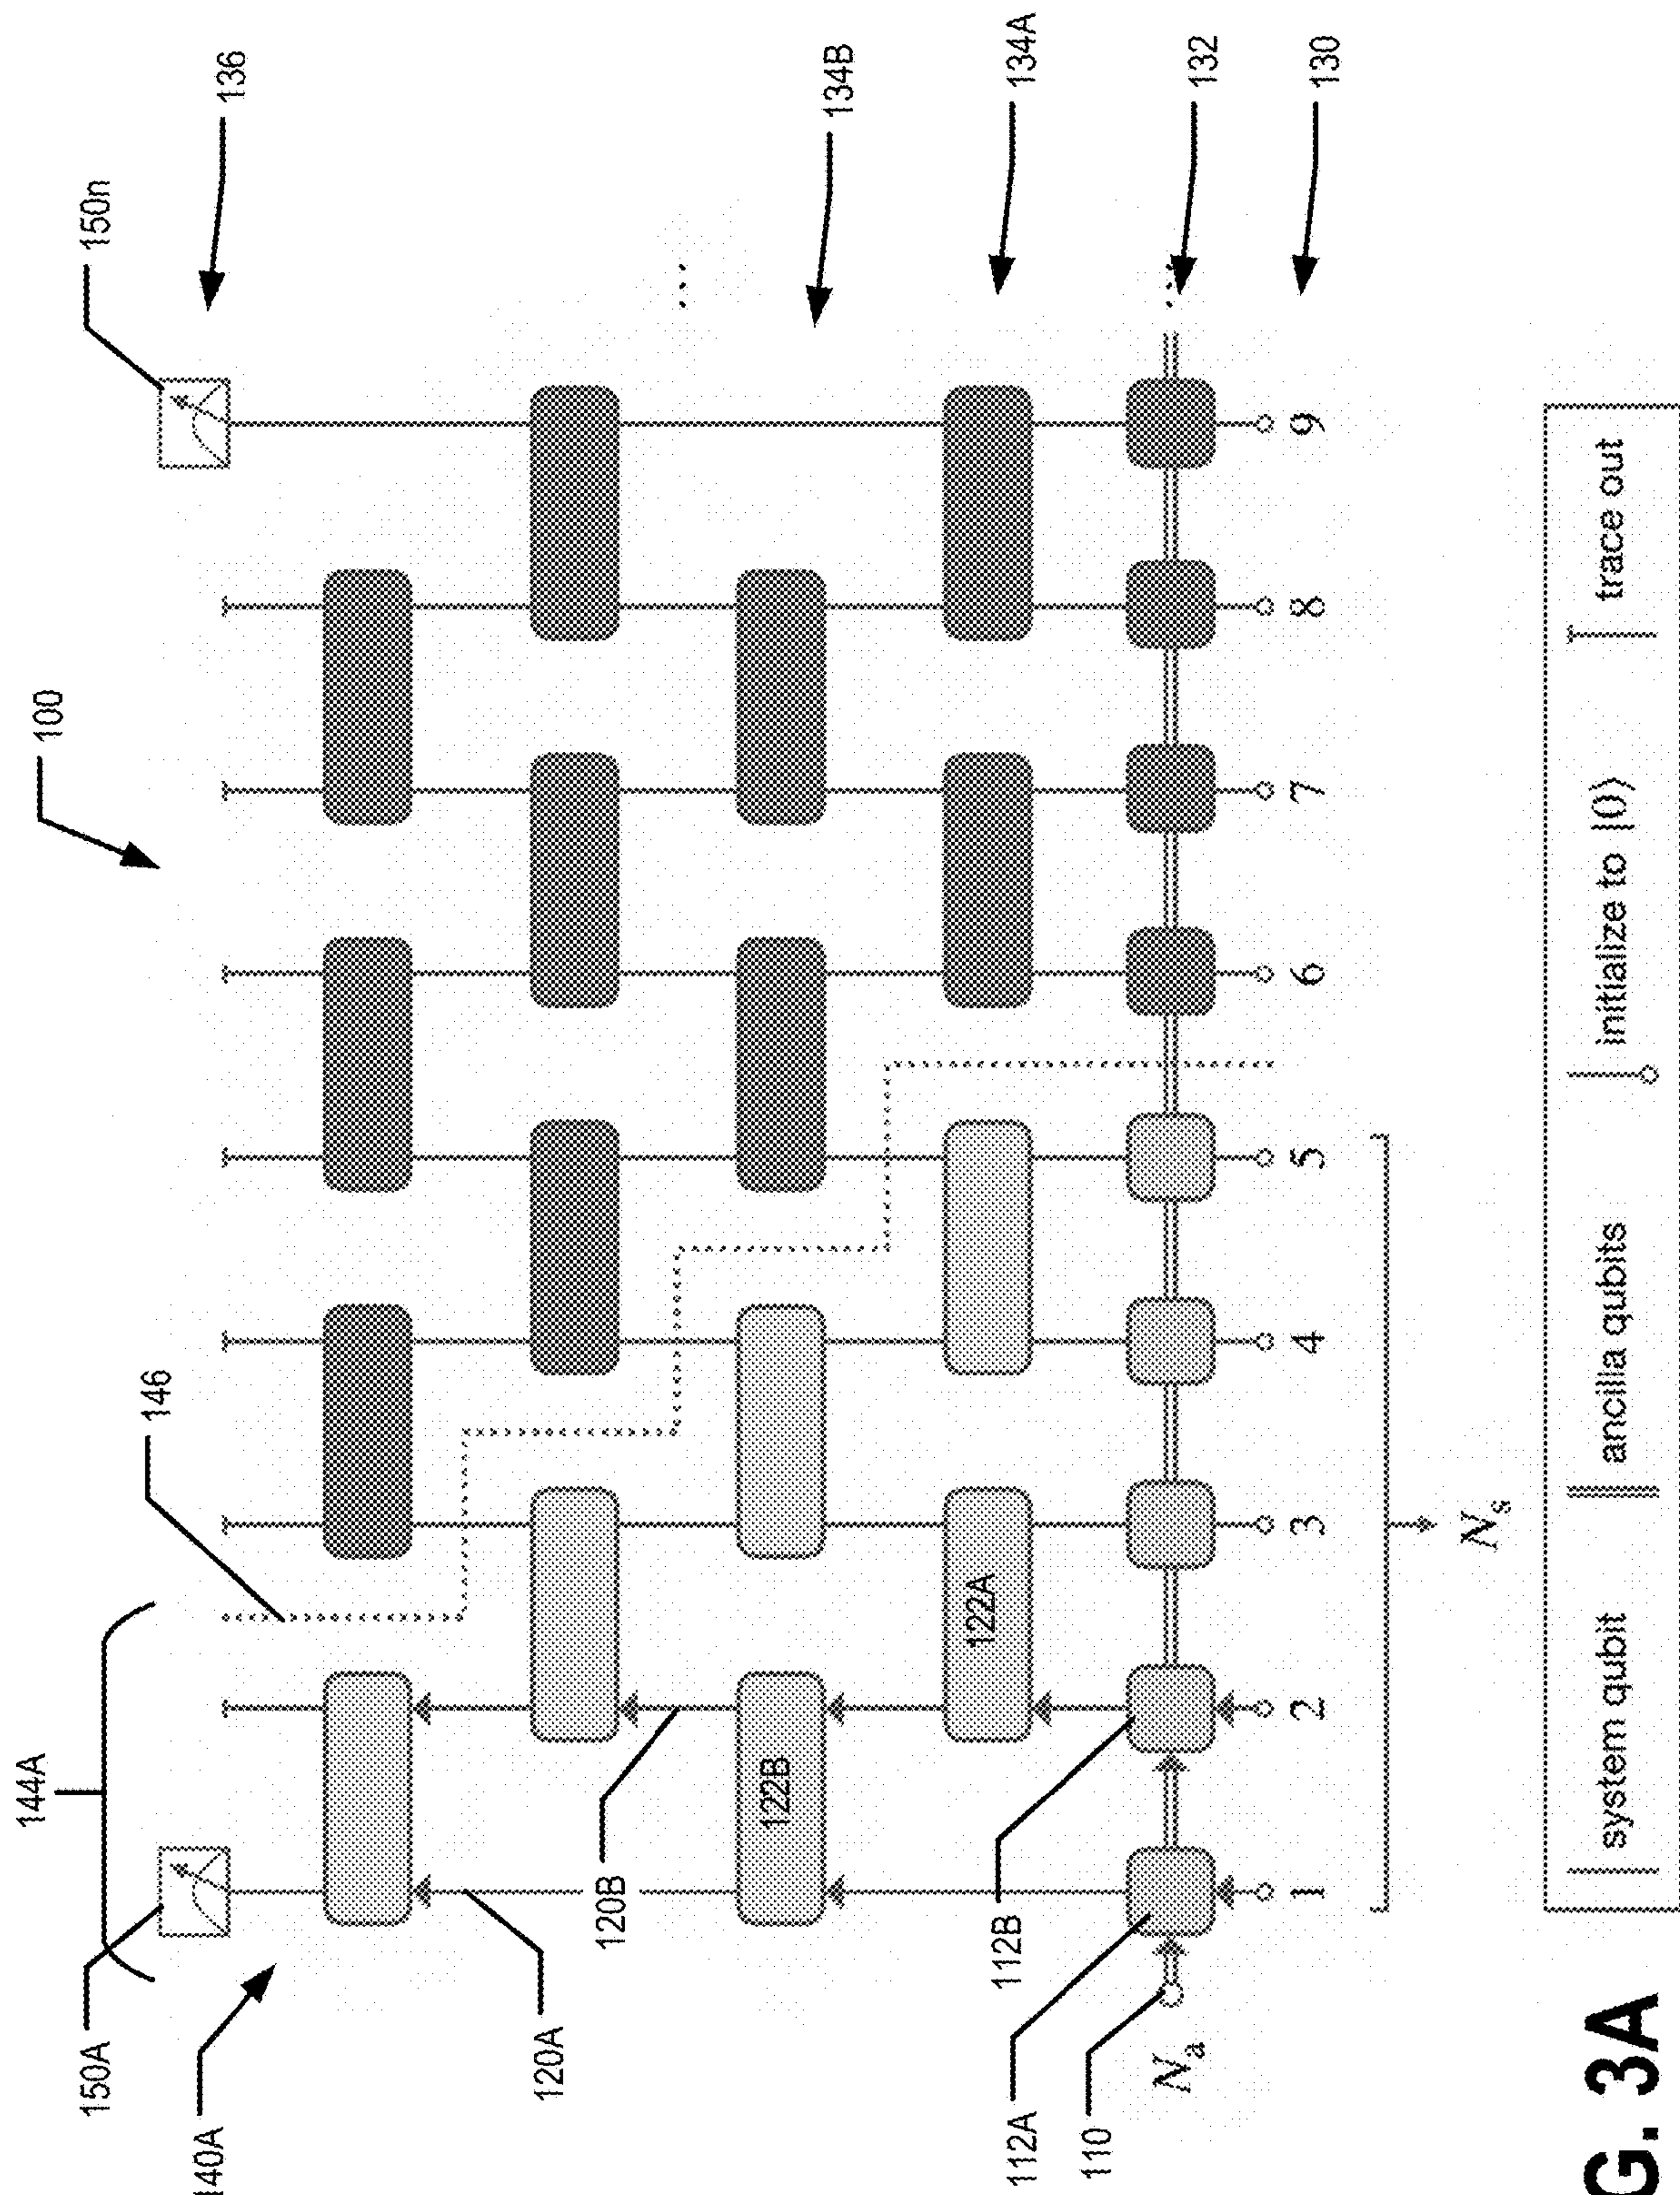 100
144A
146
150A
150n
136
140A
120A
120B
122B
134B
122A
134A
112B
112A
110
Na
132
...
...
130
1 2 3 4 5 6 7 8 9
Ns
system qubit
ancilla qubits
initialize to |0⟩
trace out
G. 3A